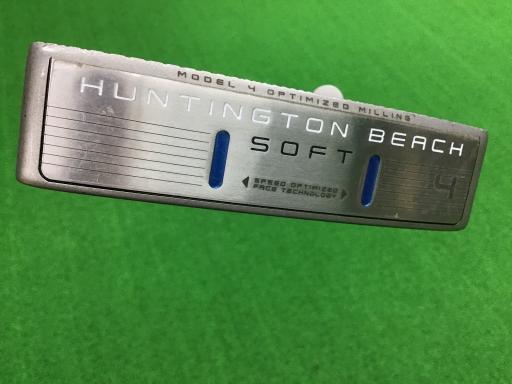 MODEL 4 OPTIMIZED MILLING
HUNTINGTON BEACH
SOFT
SPEED OPTIMIZED
FACE TECHNOLOGY
4